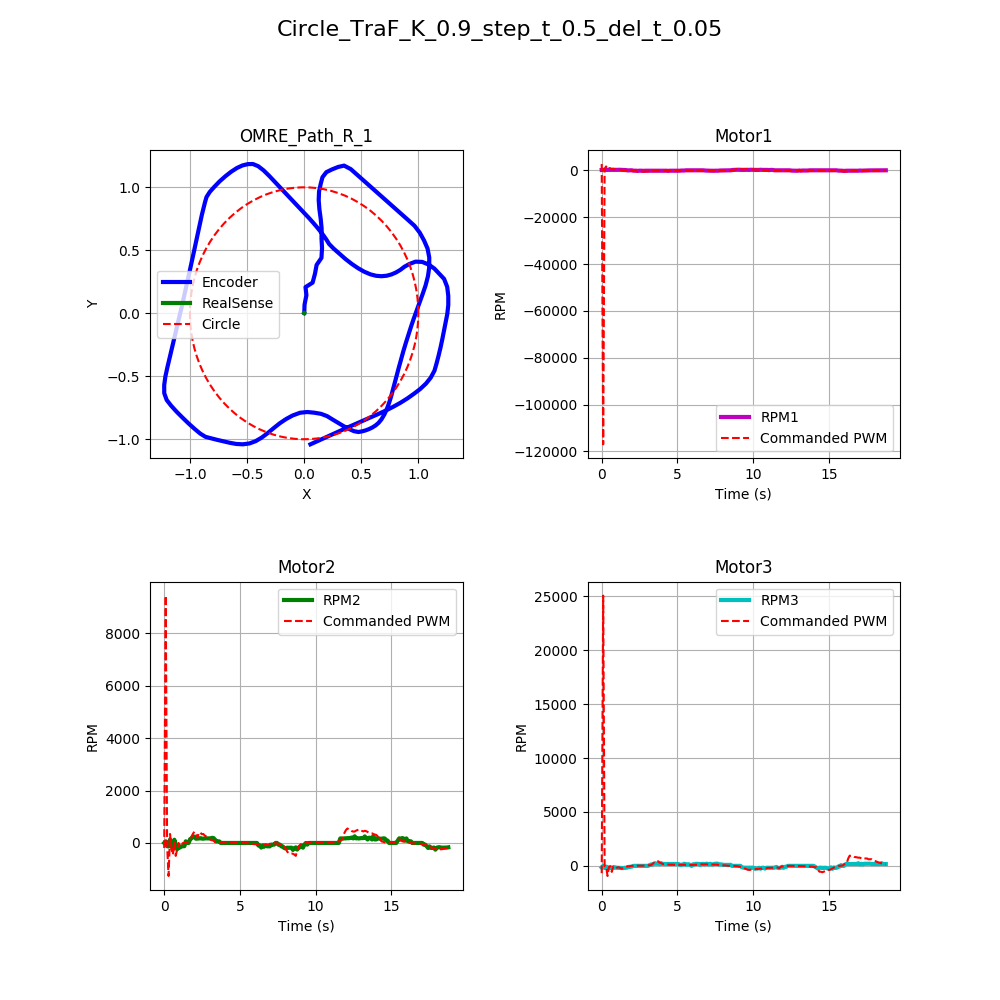 Circle_TraF_K_0.9_step_t_0.5_del_t_0.05
OMRE_Path_R_1
1.0
0.5
0.0
−0.5
−1.0
Y
Encoder
RealSense
Circle
−1.0 −0.5 0.0 0.5 1.0
X
Motor1
0
−20000
−40000
−60000
−80000
−100000
−120000
RPM
RPM1
Commanded PWM
0 5 10 15
Time (s)
Motor2
8000
6000
4000
2000
0
RPM
RPM2
Commanded PWM
0 5 10 15
Time (s)
Motor3
25000
20000
15000
10000
5000
0
RPM
RPM3
Commanded PWM
0 5 10 15
Time (s)